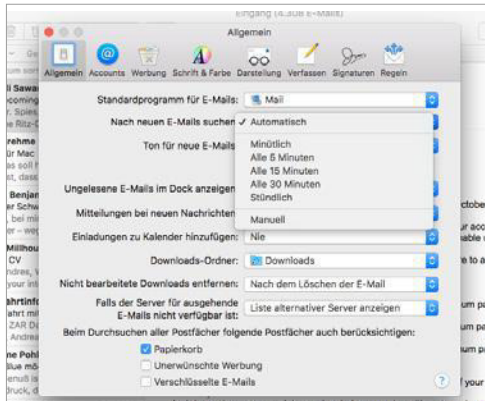 Eingang (4.308 E-Mails)
Allgemein
Allgemein Accounts Werbung Schrift & Farbe Darstellung Verfassen Signaturen Regeln
Standardprogramm für E-Mails: Mail
Nach neuen E-Mails suchen ✓ Automatisch
Ton für neue E-Mails
Minütlich
Alle 5 Minuten
Alle 15 Minuten
Alle 30 Minuten
Stündlich
Manuell
Ungelesene E-Mails im Dock anzeigen
Mitteilungen bei neuen Nachrichten
Einladungen zu Kalender hinzufügen: Nie
Downloads-Ordner: Downloads
Nicht bearbeitete Downloads entfernen: Nach dem Löschen der E-Mail
Falls der Server für ausgehende
E-Mails nicht verfügbar ist: Liste alternativer Server anzeigen
Beim Durchsuchen aller Postfächer folgende Postfächer auch berücksichtigen:
Papierkorb
Unerwünschte Werbung
Verschlüsselte E-Mails
?